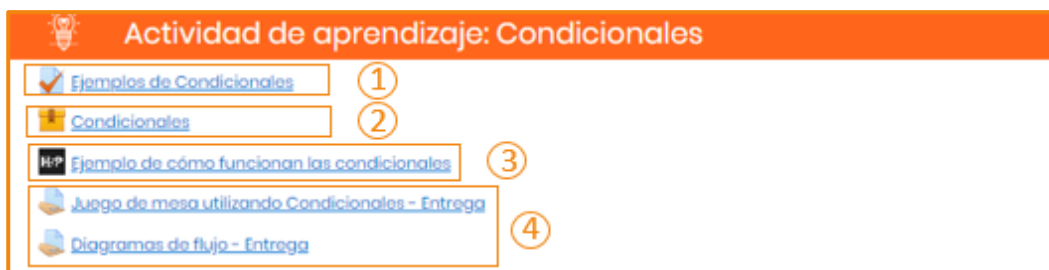 Actividad de aprendizaje: Condicionales
Ejemplos de Condicionales 1
Condicionales 2
H-P Ejemplo de cómo funcionan las condicionales 3
Juego de mesa utilizando Condicionales - Entrega
4
Diagramas de flujo - Entrega